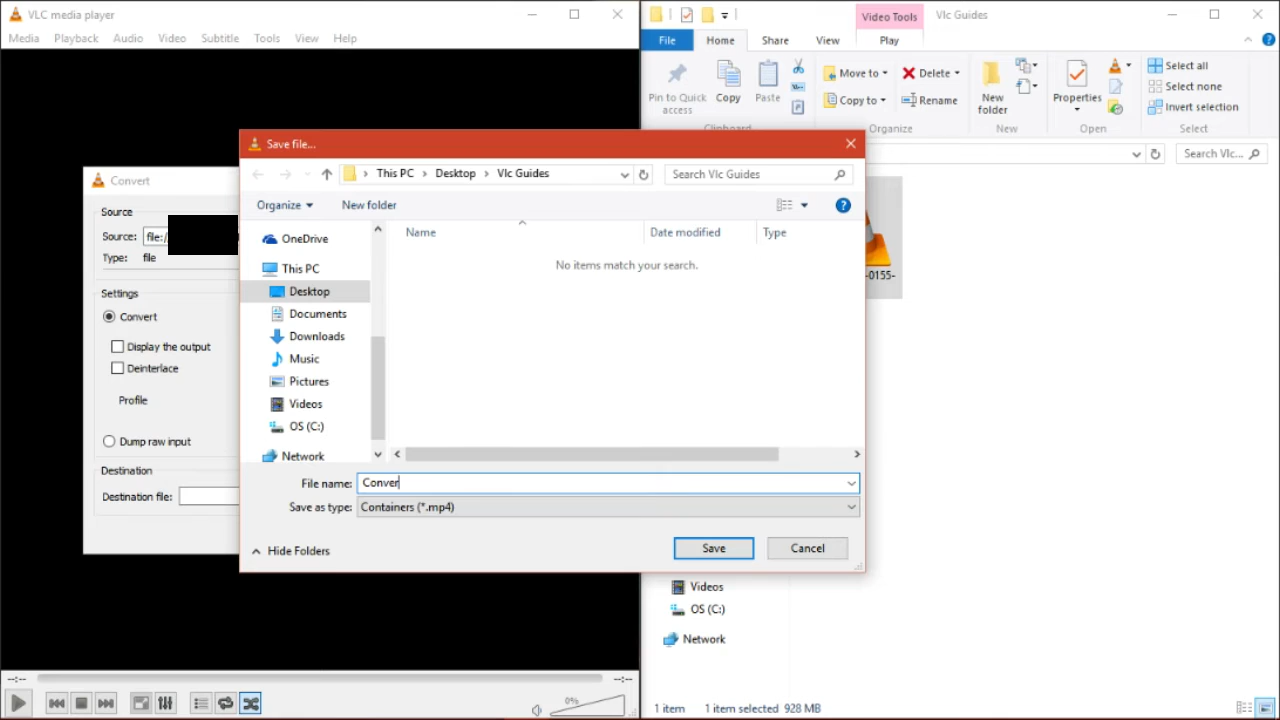 VLC media player
Media Playback Audio Video Subtitle Tools View Help
Video Tools
Vlc Guides
File Home Share View Play
Pin to Quick access
Copy
Paste
Move to
Copy to
Delete
Rename
New folder
Properties
Select all
Select none
Invert selection
Organize New Open Select
Search Vlc...
Convert
Source
Source: file:/
Type: file
Settings
Convert
Display the output
Deinterlace
Profile
Dump raw input
Destination
Destination file:
Save file...
This PC Desktop Vlc Guides
Search Vlc Guides
Organize New folder
Name Date modified Type
No items match your search.
OneDrive
This PC
Desktop
Documents
Downloads
Music
Pictures
Videos
OS (C:)
Network
File name: Conver
Save as type: Containers (*.mp4)
Hide Folders
Save Cancel
-0155-
Videos
OS (C:)
Network
--:-- --:--
0%
1 item 1 item selected 928 MB